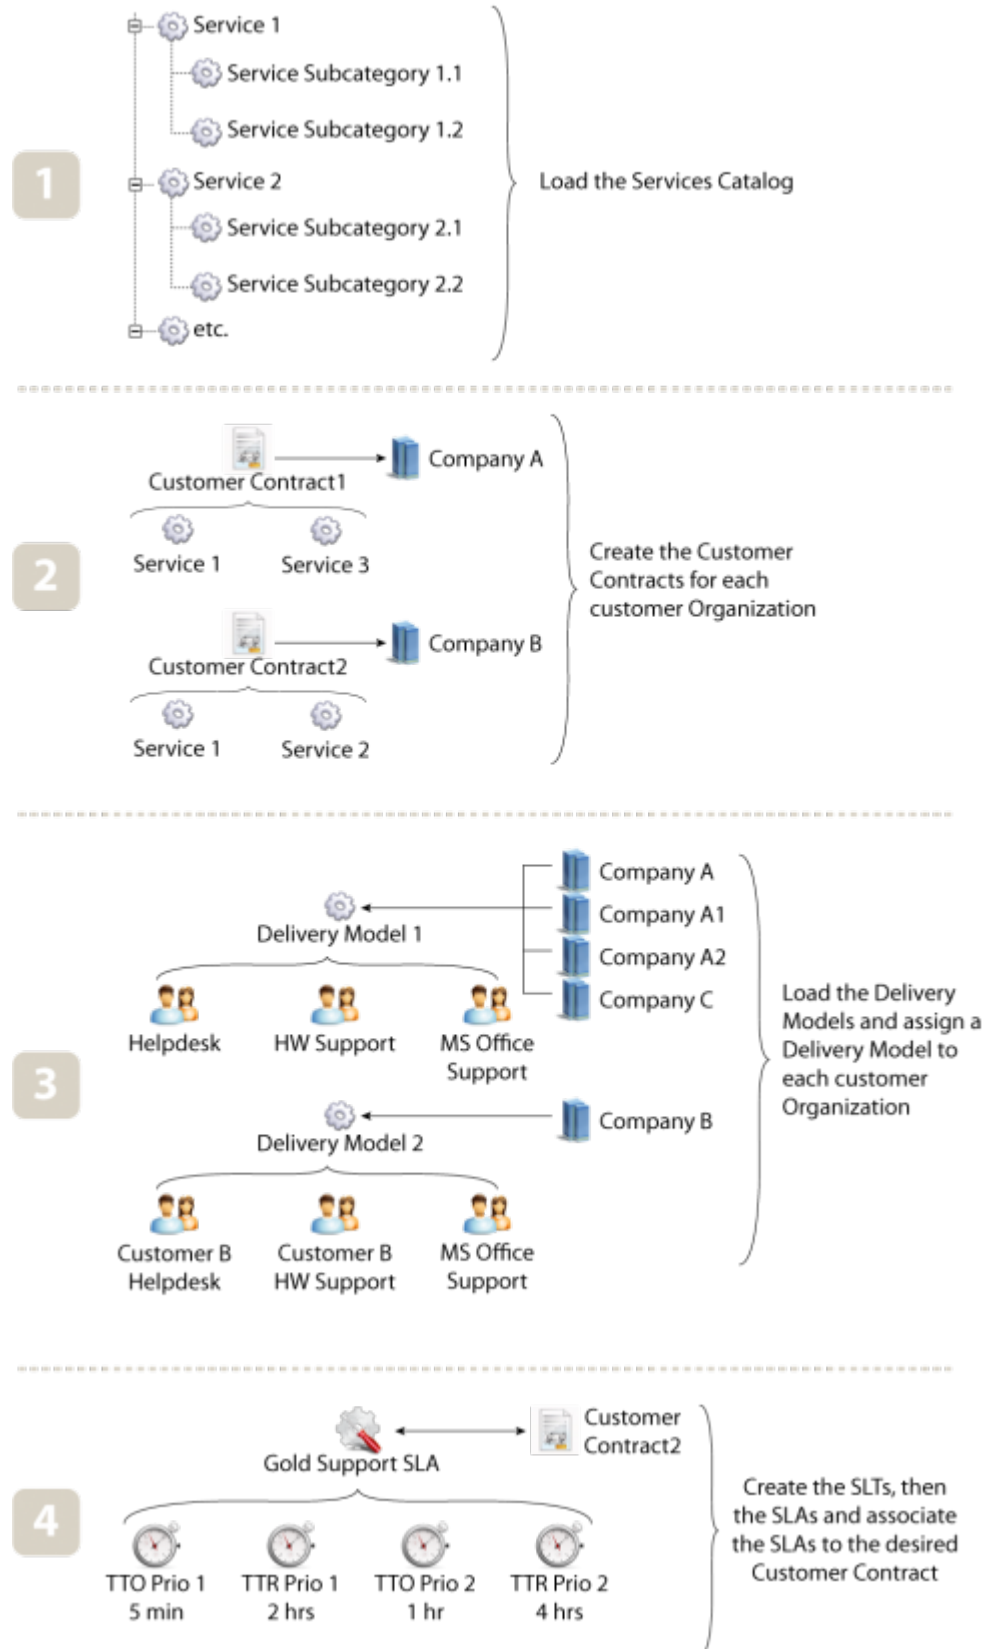 Service 1
Service Subcategory 1.1
Service Subcategory 1.2
1
Service 2
Load the Services Catalog
Service Subcategory 2.1
Service Subcategory 2.2
etc.
Company A
Customer Contract1
Service 1
Service 3
2
Create the Customer
Contracts for each
customer Organization
Company B
Customer Contract2
Service 1
Service 2
Company A
Company A1
Delivery Model 1
Company A2
Company C
Helpdesk
HW Support
MS Office
Support
3
Load the Delivery
Models and assign a
Delivery Model to
each customer
Organization
Company B
Delivery Model 2
Customer B
Helpdesk
Customer B
HW Support
MS Office
Support
Customer
Contract2
Gold Support SLA
4
Create the SLTs, then
the SLAs and associate
the SLAs to the desired
Customer Contract
TTO Prio 1
5 min
TTR Prio 1
2 hrs
TTO Prio 2
1 hr
TTR Prio 2
4 hrs